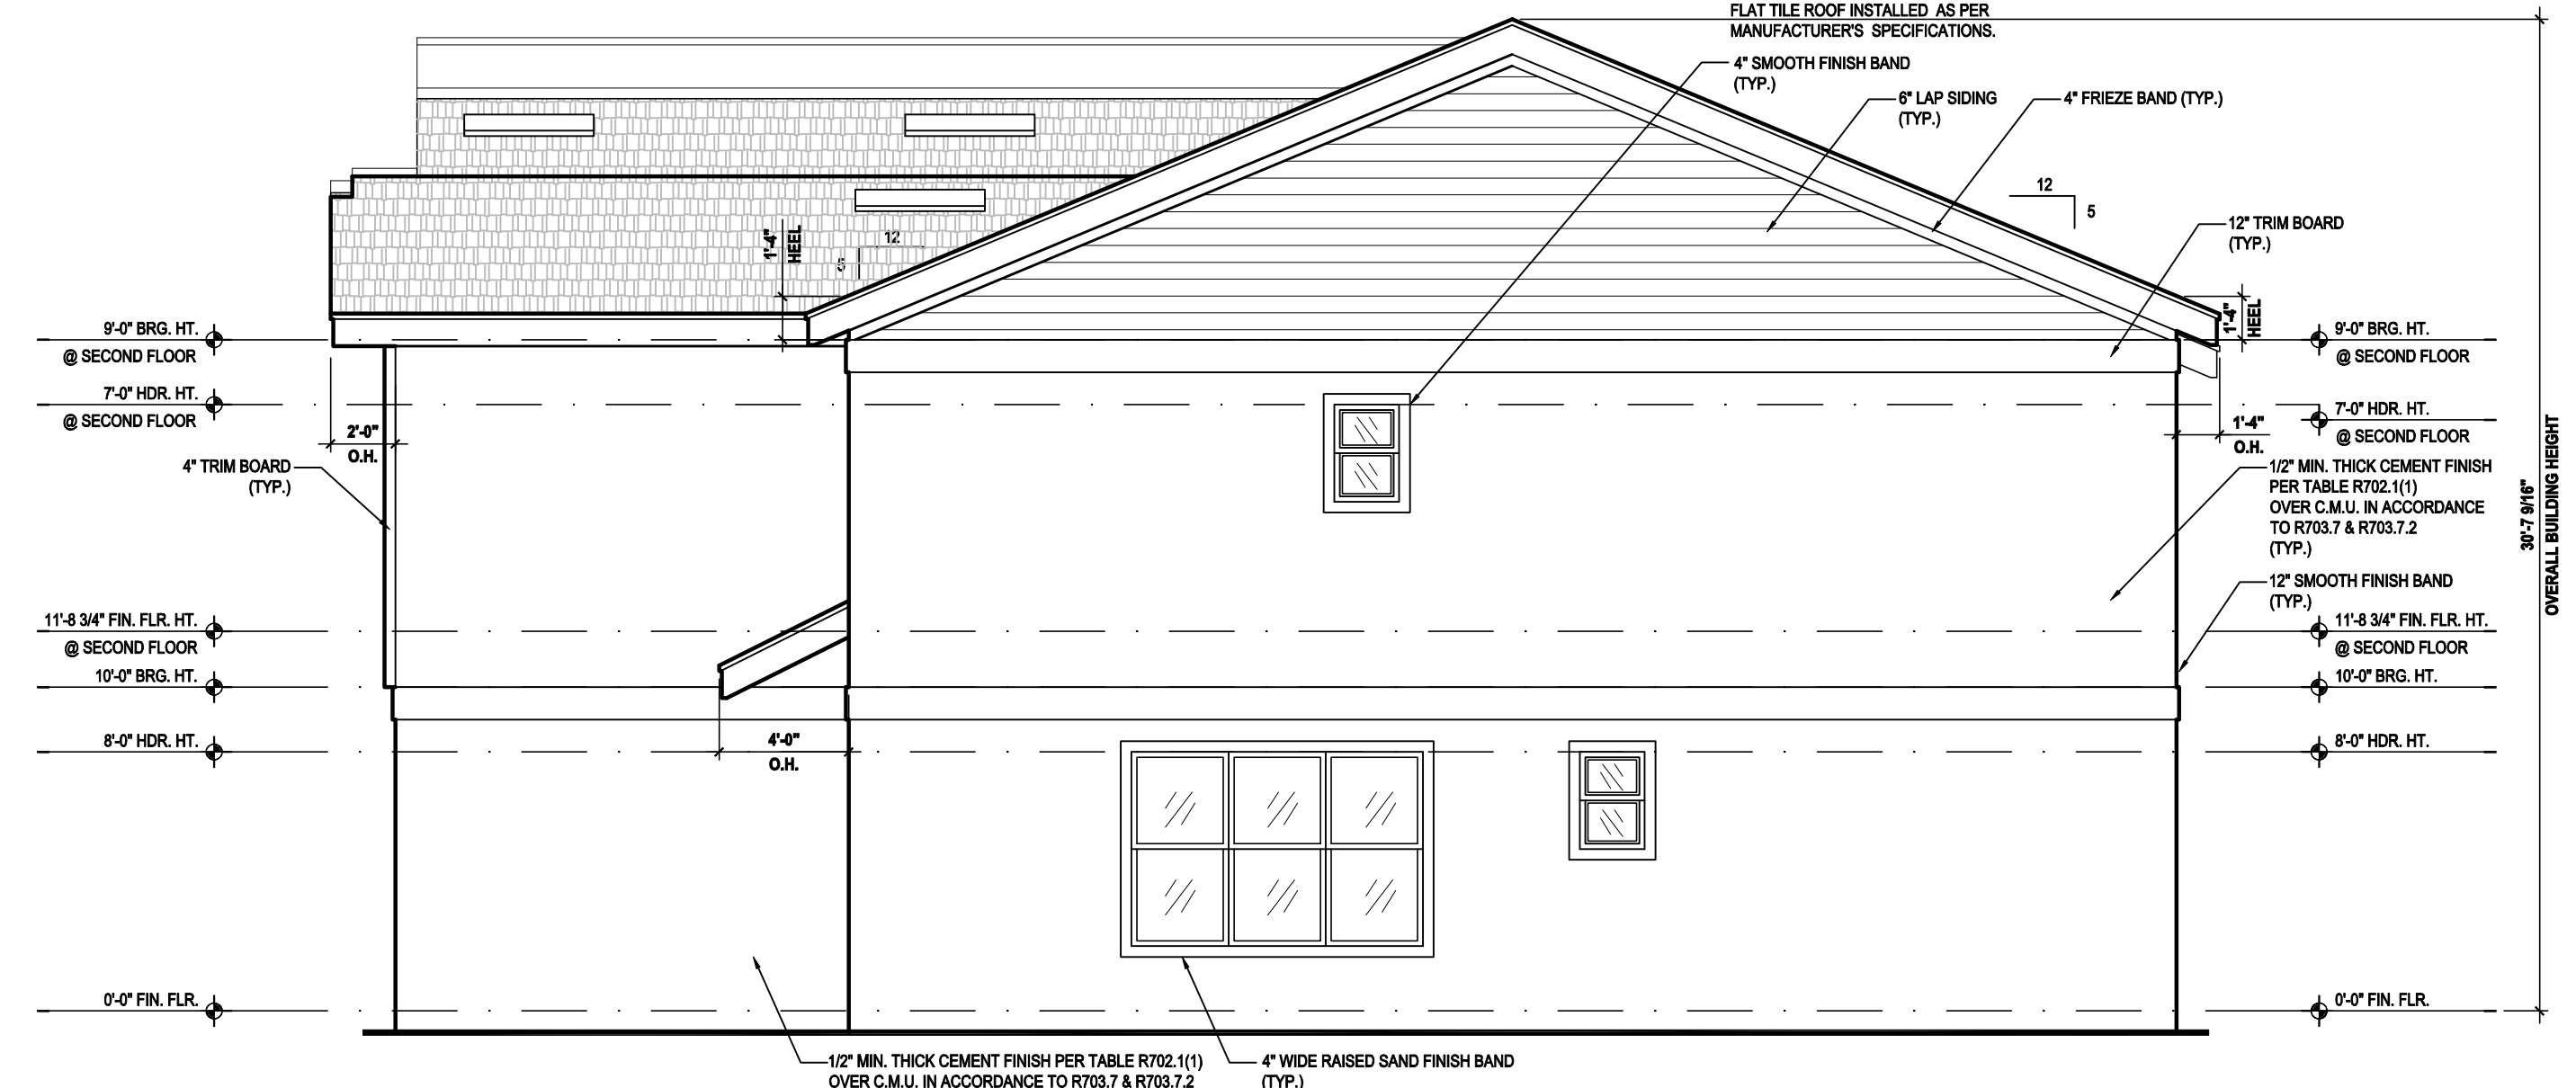 FLAT TILE ROOF INSTALLED AS PER
MANUFACTURER'S SPECIFICATIONS.
4" SMOOTH FINISH BAND
(TYP.)
6" LAP SIDING
(TYP.)
4" FRIEZE BAND (TYP.)
12
5
12" TRIM BOARD
(TYP.)
1'-4"
HEEL
12
1'-4"
HEEL
9'-0" BRG. HT.
@ SECOND FLOOR
9'-0" BRG. HT.
@ SECOND FLOOR
7'-0" HDR. HT.
@ SECOND FLOOR
7'-0" HDR. HT.
@ SECOND FLOOR
2'-0"
O.H.
1'-4"
O.H.
4" TRIM BOARD
(TYP.)
1/2" MIN. THICK CEMENT FINISH
PER TABLE R702.1(1)
OVER C.M.U. IN ACCORDANCE
TO R703.7 & R703.7.2
(TYP.)
30'-7 9/16"
OVERALL BUILDING HEIGHT
12" SMOOTH FINISH BAND
(TYP.)
11'-8 3/4" FIN. FLR. HT.
@ SECOND FLOOR
11'-8 3/4" FIN. FLR. HT.
@ SECOND FLOOR
10'-0" BRG. HT.
10'-0" BRG. HT.
8'-0" HDR. HT.
4'-0"
O.H.
8'-0" HDR. HT.
0'-0" FIN. FLR.
0'-0" FIN. FLR.
1/2" MIN. THICK CEMENT FINISH PER TABLE R702.1(1)
OVER C.M.U. IN ACCORDANCE TO R703.7 & R703.7.2
4" WIDE RAISED SAND FINISH BAND
(TYP.)